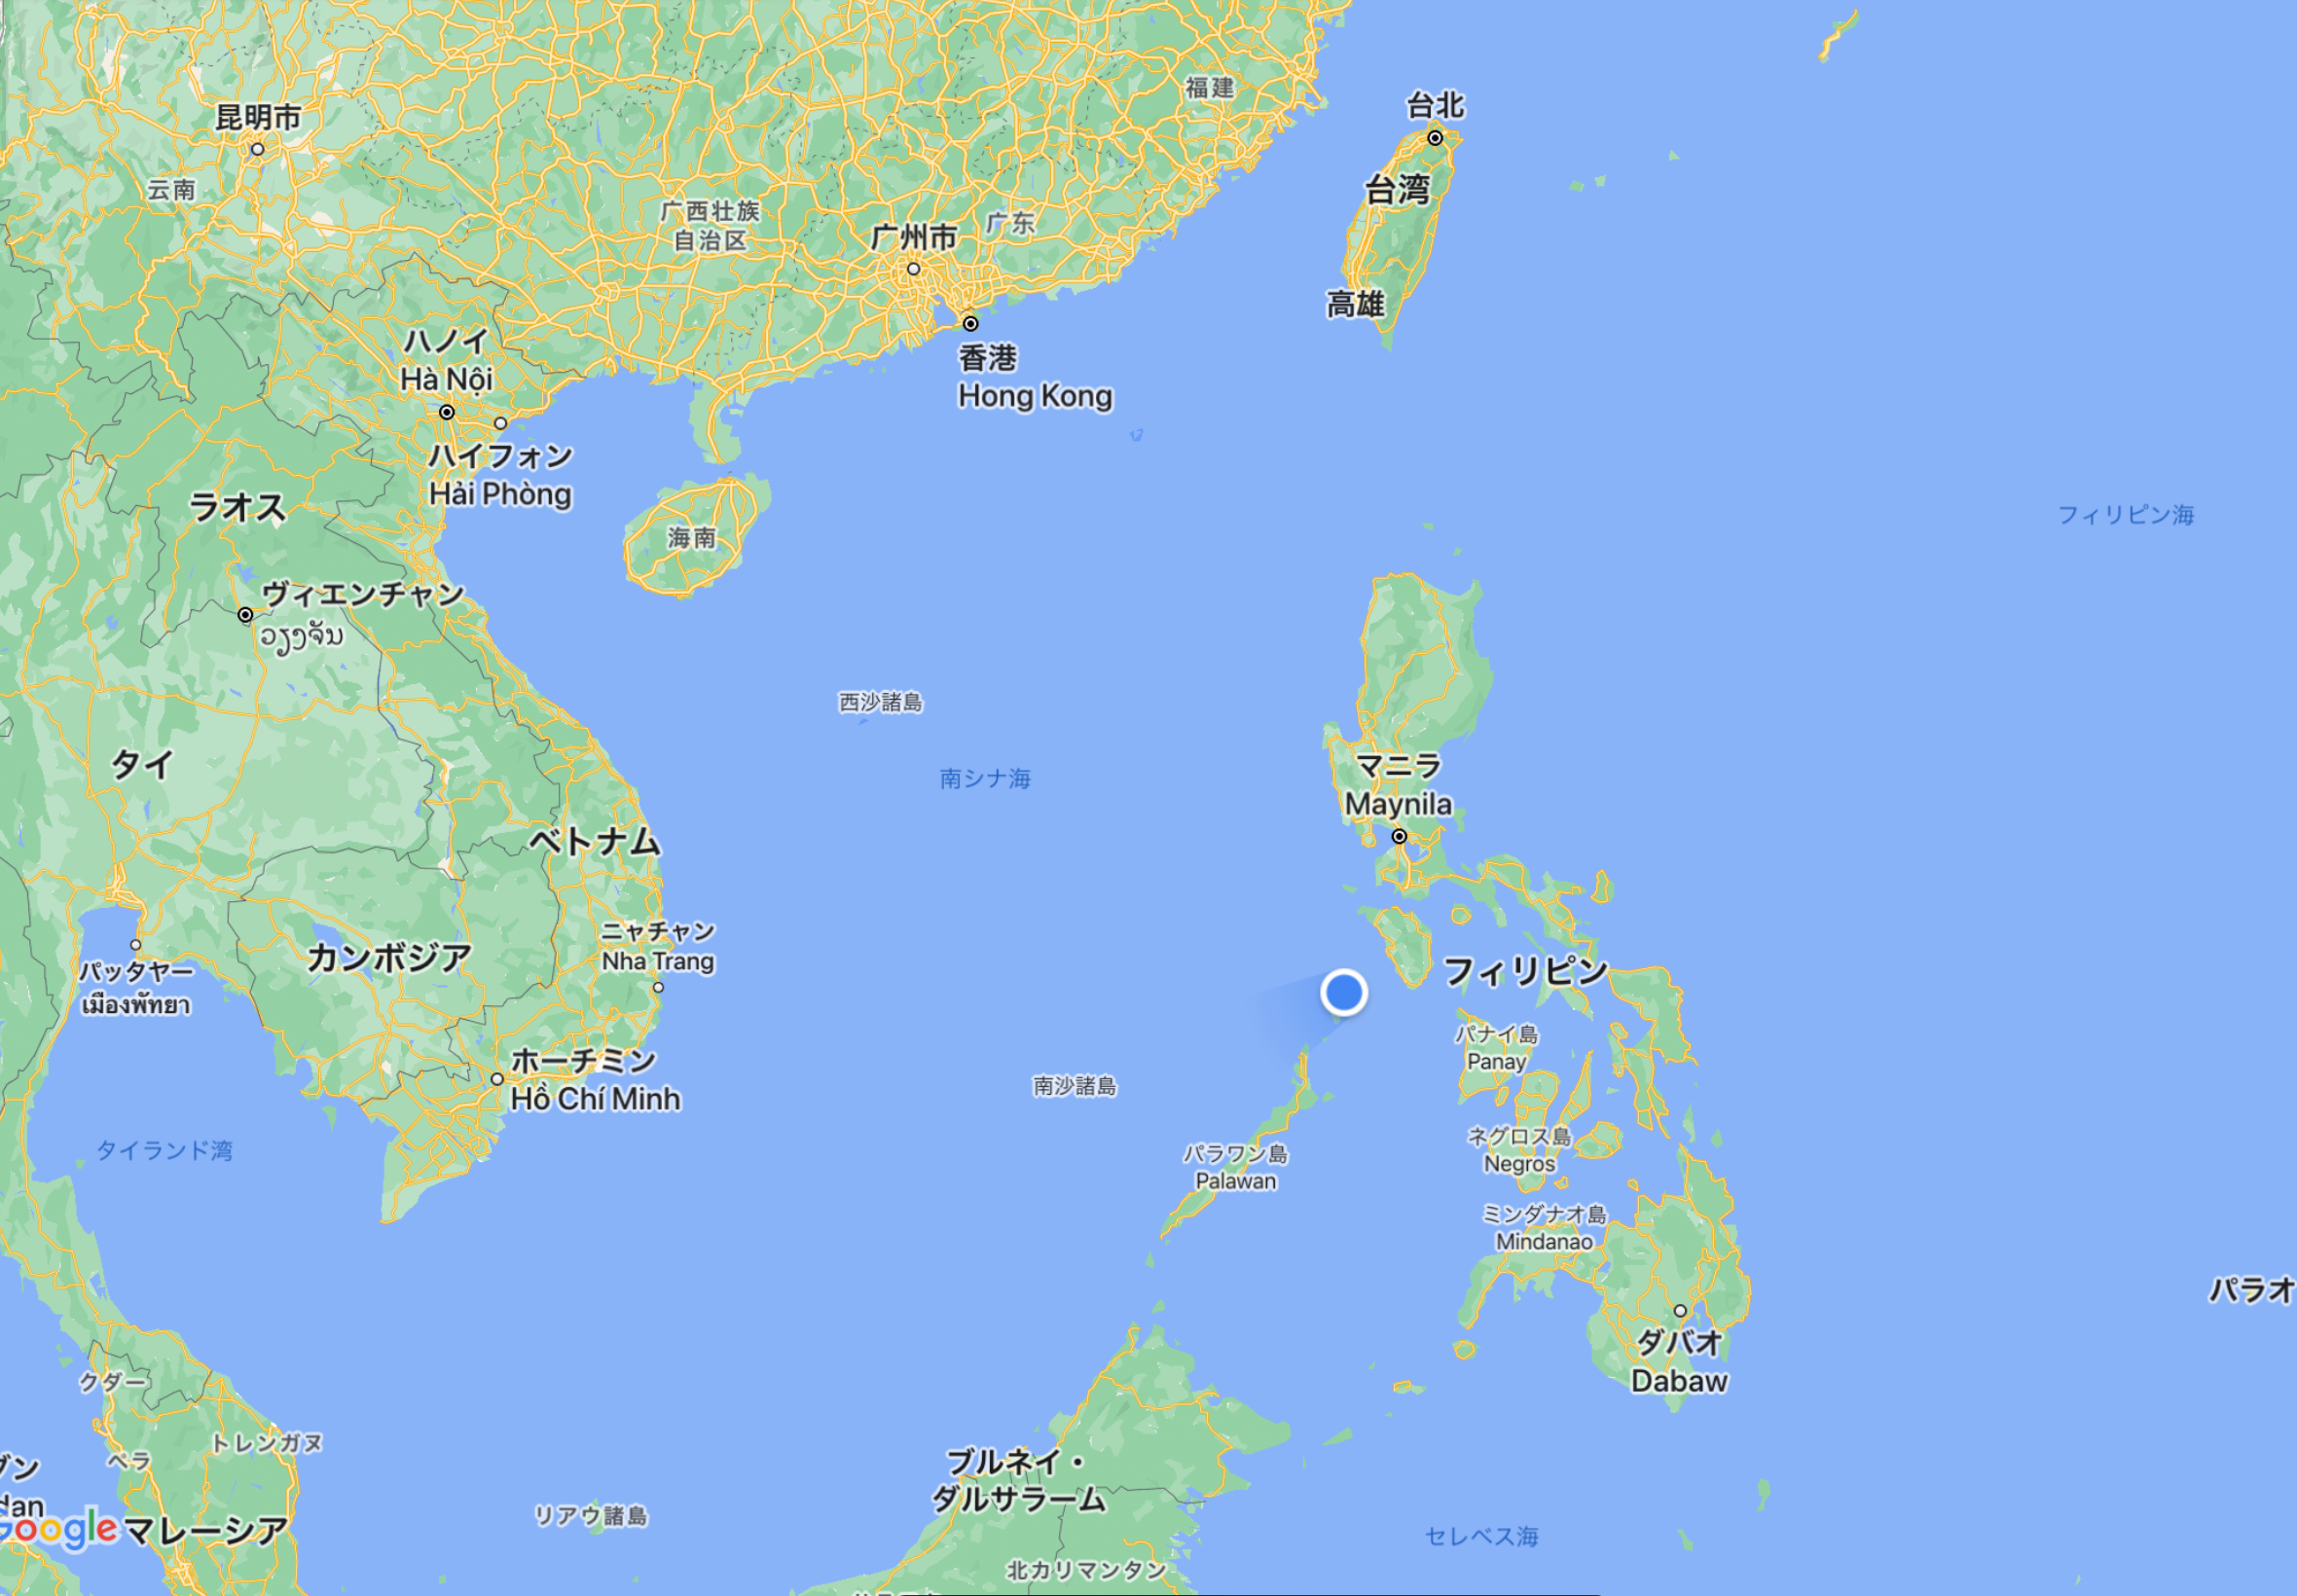 福建
台北
昆明市
云南
台湾
广西壮族
自治区
广东
广州市
高雄
ハノイ
Hà Nội
香港
Hong Kong
ハイフォン
Hải Phòng
ラオス
フィリピン海
海南
ヴィエンチャン
ວຽງຈັນ
西沙諸島
タイ
南シナ海
マニラ
Maynila
ベトナム
ニャチャン
Nha Trang
カンボジア
フィリピン
パッタヤー
เมืองพัทยา
パナイ島
Panay
ホーチミン
Hồ Chí Minh
南沙諸島
タイランド湾
パラワン島
Palawan
ネグロス島
Negros
ミンダナオ島
Mindanao
パラオ
ダバオ
Dabaw
クダー
トレンガヌ
ペラ
ブルネイ・
ダルサラーム
リアウ諸島
Google
マレーシア
セレベス海
北カリマンタン